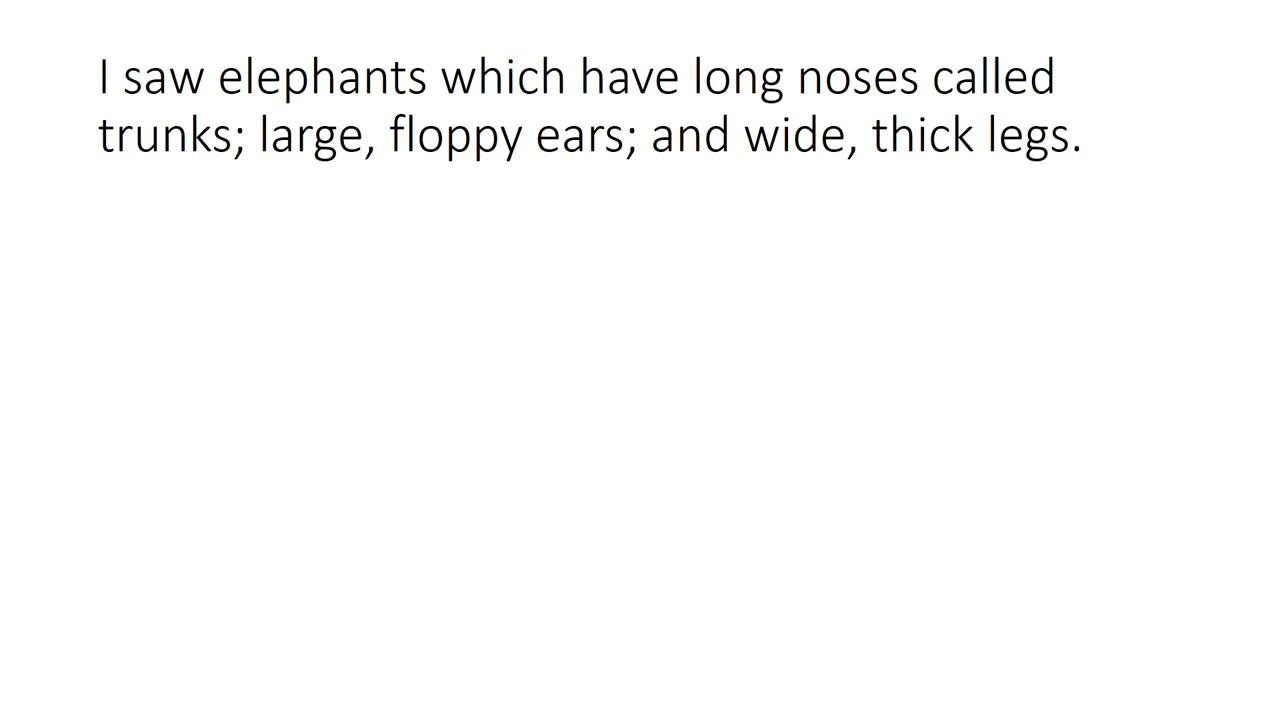 I saw elephants which have long noses called
trunks; large, floppy ears; and wide, thick legs.